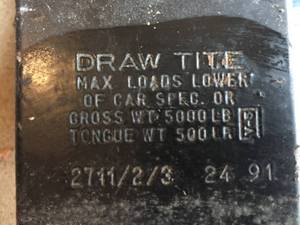 DRAW TITE
MAX LOADS LOWER
OF CAR SPEC. OR
GROSS WT 5000 LB
TONGUE WT 500 LB
2711/2/3 24 91